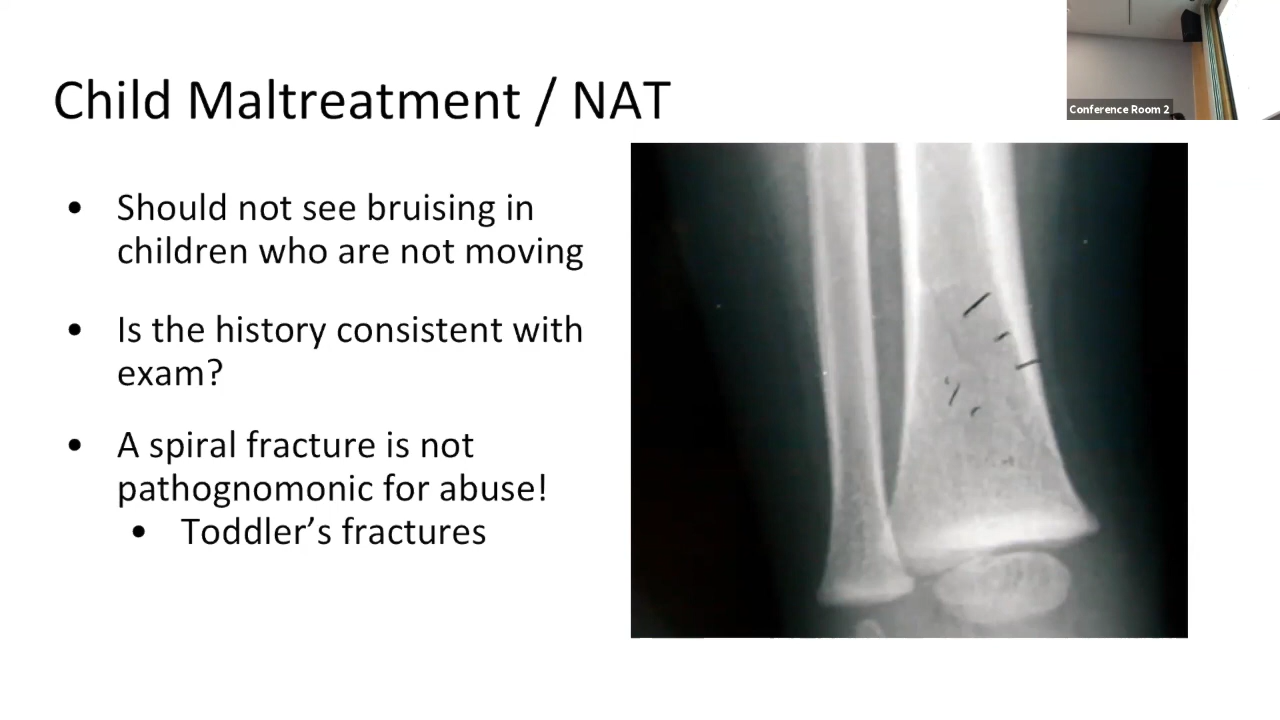 Child Maltreatment / NAT
Conference Room 2
• Should not see bruising in
children who are not moving
• Is the history consistent with
exam?
• A spiral fracture is not
pathognomonic for abuse!
• Toddler’s fractures